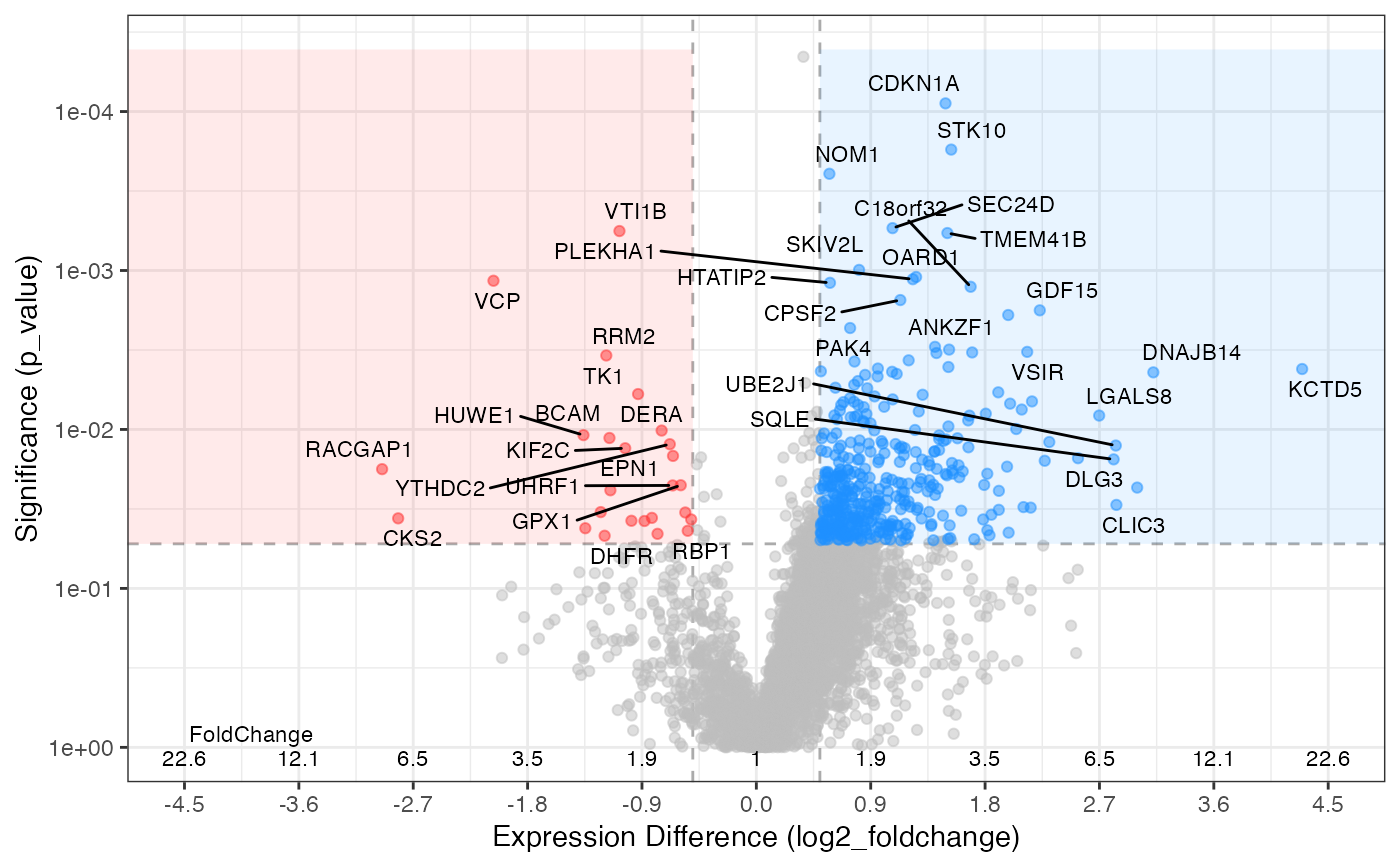 CDKN1A
1e-04
STK10
NOM1
VTI1B
C18orf32
SEC24D
TMEM41B
PLEKHA1
SKIV2L
OARD1
1e-03
HTATIP2
VCP
CPSF2
GDF15
RRM2
ANKZF1
PAK4
DNAJB14
TK1
UBE2J1
VSIR
KCTD5
LGALS8
HUWE1
BCAM
DERA
SQLE
1e-02
RACGAP1
KIF2C
EPN1
YTHDC2
UHRF1
DLG3
GPX1
CLIC3
CKS2
DHFR
RBP1
1e-01
FoldChange
1e+00
22.6 12.1 6.5 3.5 1.9 1 1.9 3.5 6.5 12.1 22.6
-4.5 -3.6 -2.7 -1.8 -0.9 0.0 0.9 1.8 2.7 3.6 4.5
Expression Difference (log2_foldchange)
Significance (p_value)